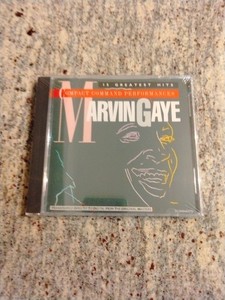 15 GREATEST HITS
COMPACT COMMAND PERFORMANCES
MARVIN GAYE